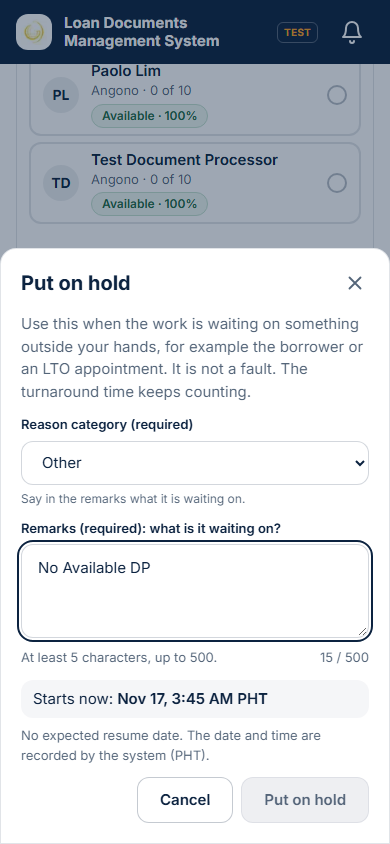 Loan Documents
Management System
TEST
Paolo Lim
PL
Angono · 0 of 10
Available · 100%
Test Document Processor
TD
Angono · 0 of 10
Available · 100%
Put on hold
Use this when the work is waiting on something
outside your hands, for example the borrower or
an LTO appointment. It is not a fault. The
turnaround time keeps counting.
Reason category (required)
Other
Say in the remarks what it is waiting on.
Remarks (required): what is it waiting on?
No Available DP
At least 5 characters, up to 500.
15 / 500
Starts now: Nov 17, 3:45 AM PHT
No expected resume date. The date and time are
recorded by the system (PHT).
Cancel
Put on hold